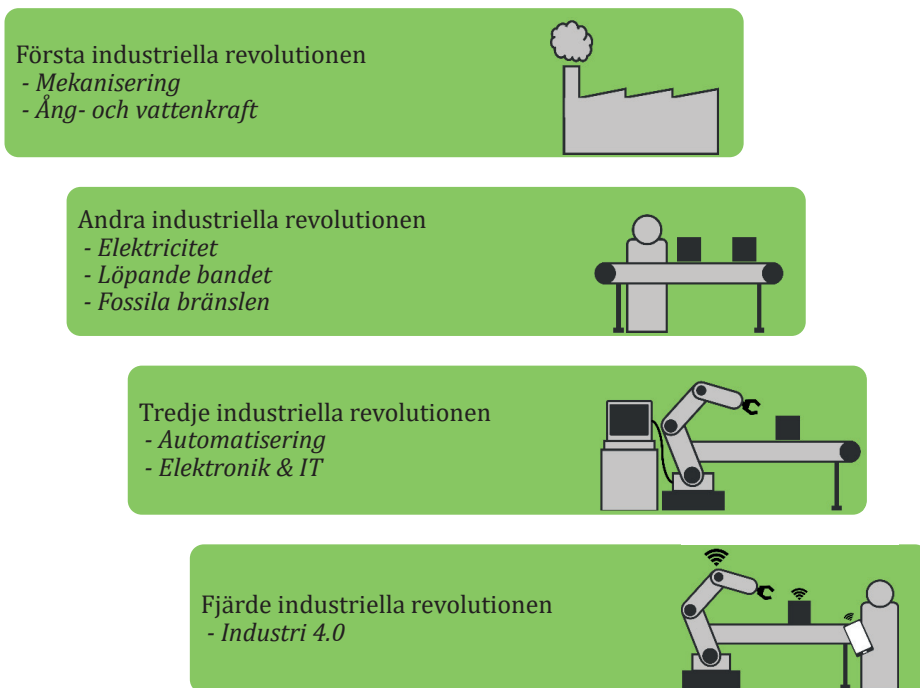 Första industriella revolutionen
- Mekanisering
- Ång- och vattenkraft
Andra industriella revolutionen
- Elektricitet
- Löpande bandet
- Fossila bränslen
Tredje industriella revolutionen
- Automatisering
- Elektronik & IT
Fjärde industriella revolutionen
- Industri 4.0